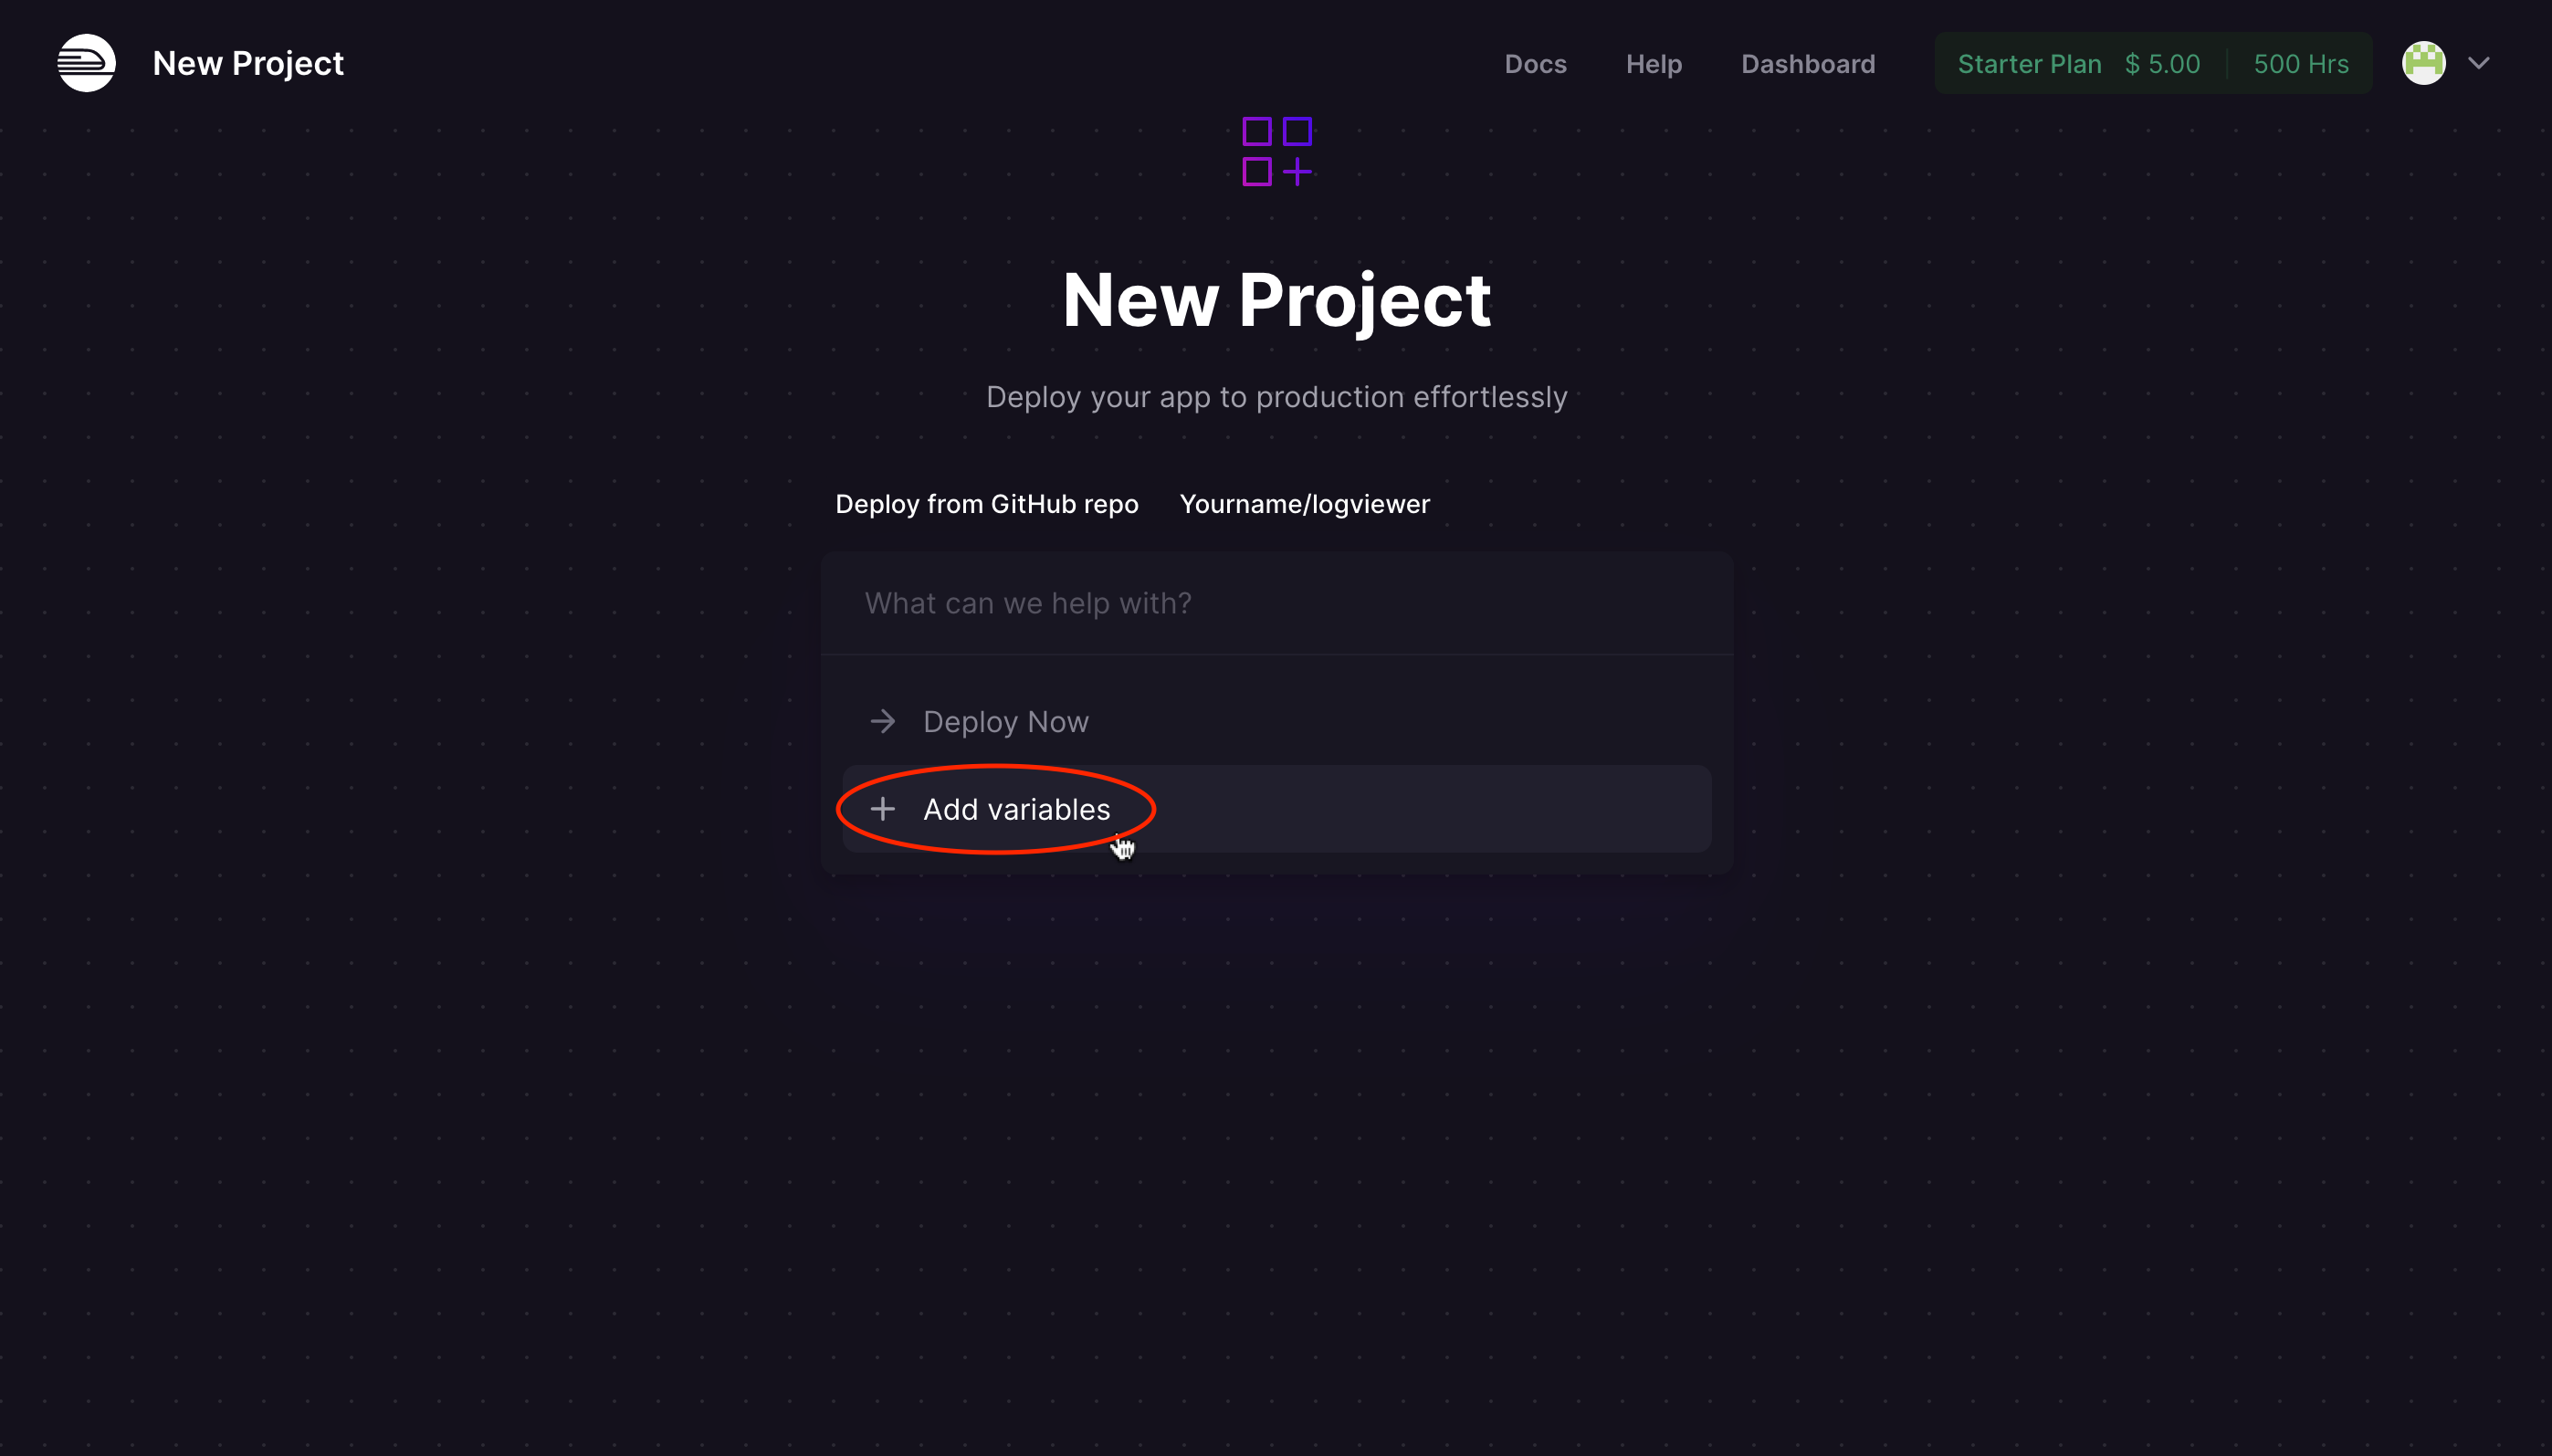 New Project
Docs Help Dashboard Starter Plan $ 5.00 500 Hrs
New Project
Deploy your app to production effortlessly
Deploy from GitHub repo Yourname/logviewer
What can we help with?
Deploy Now
Add variables